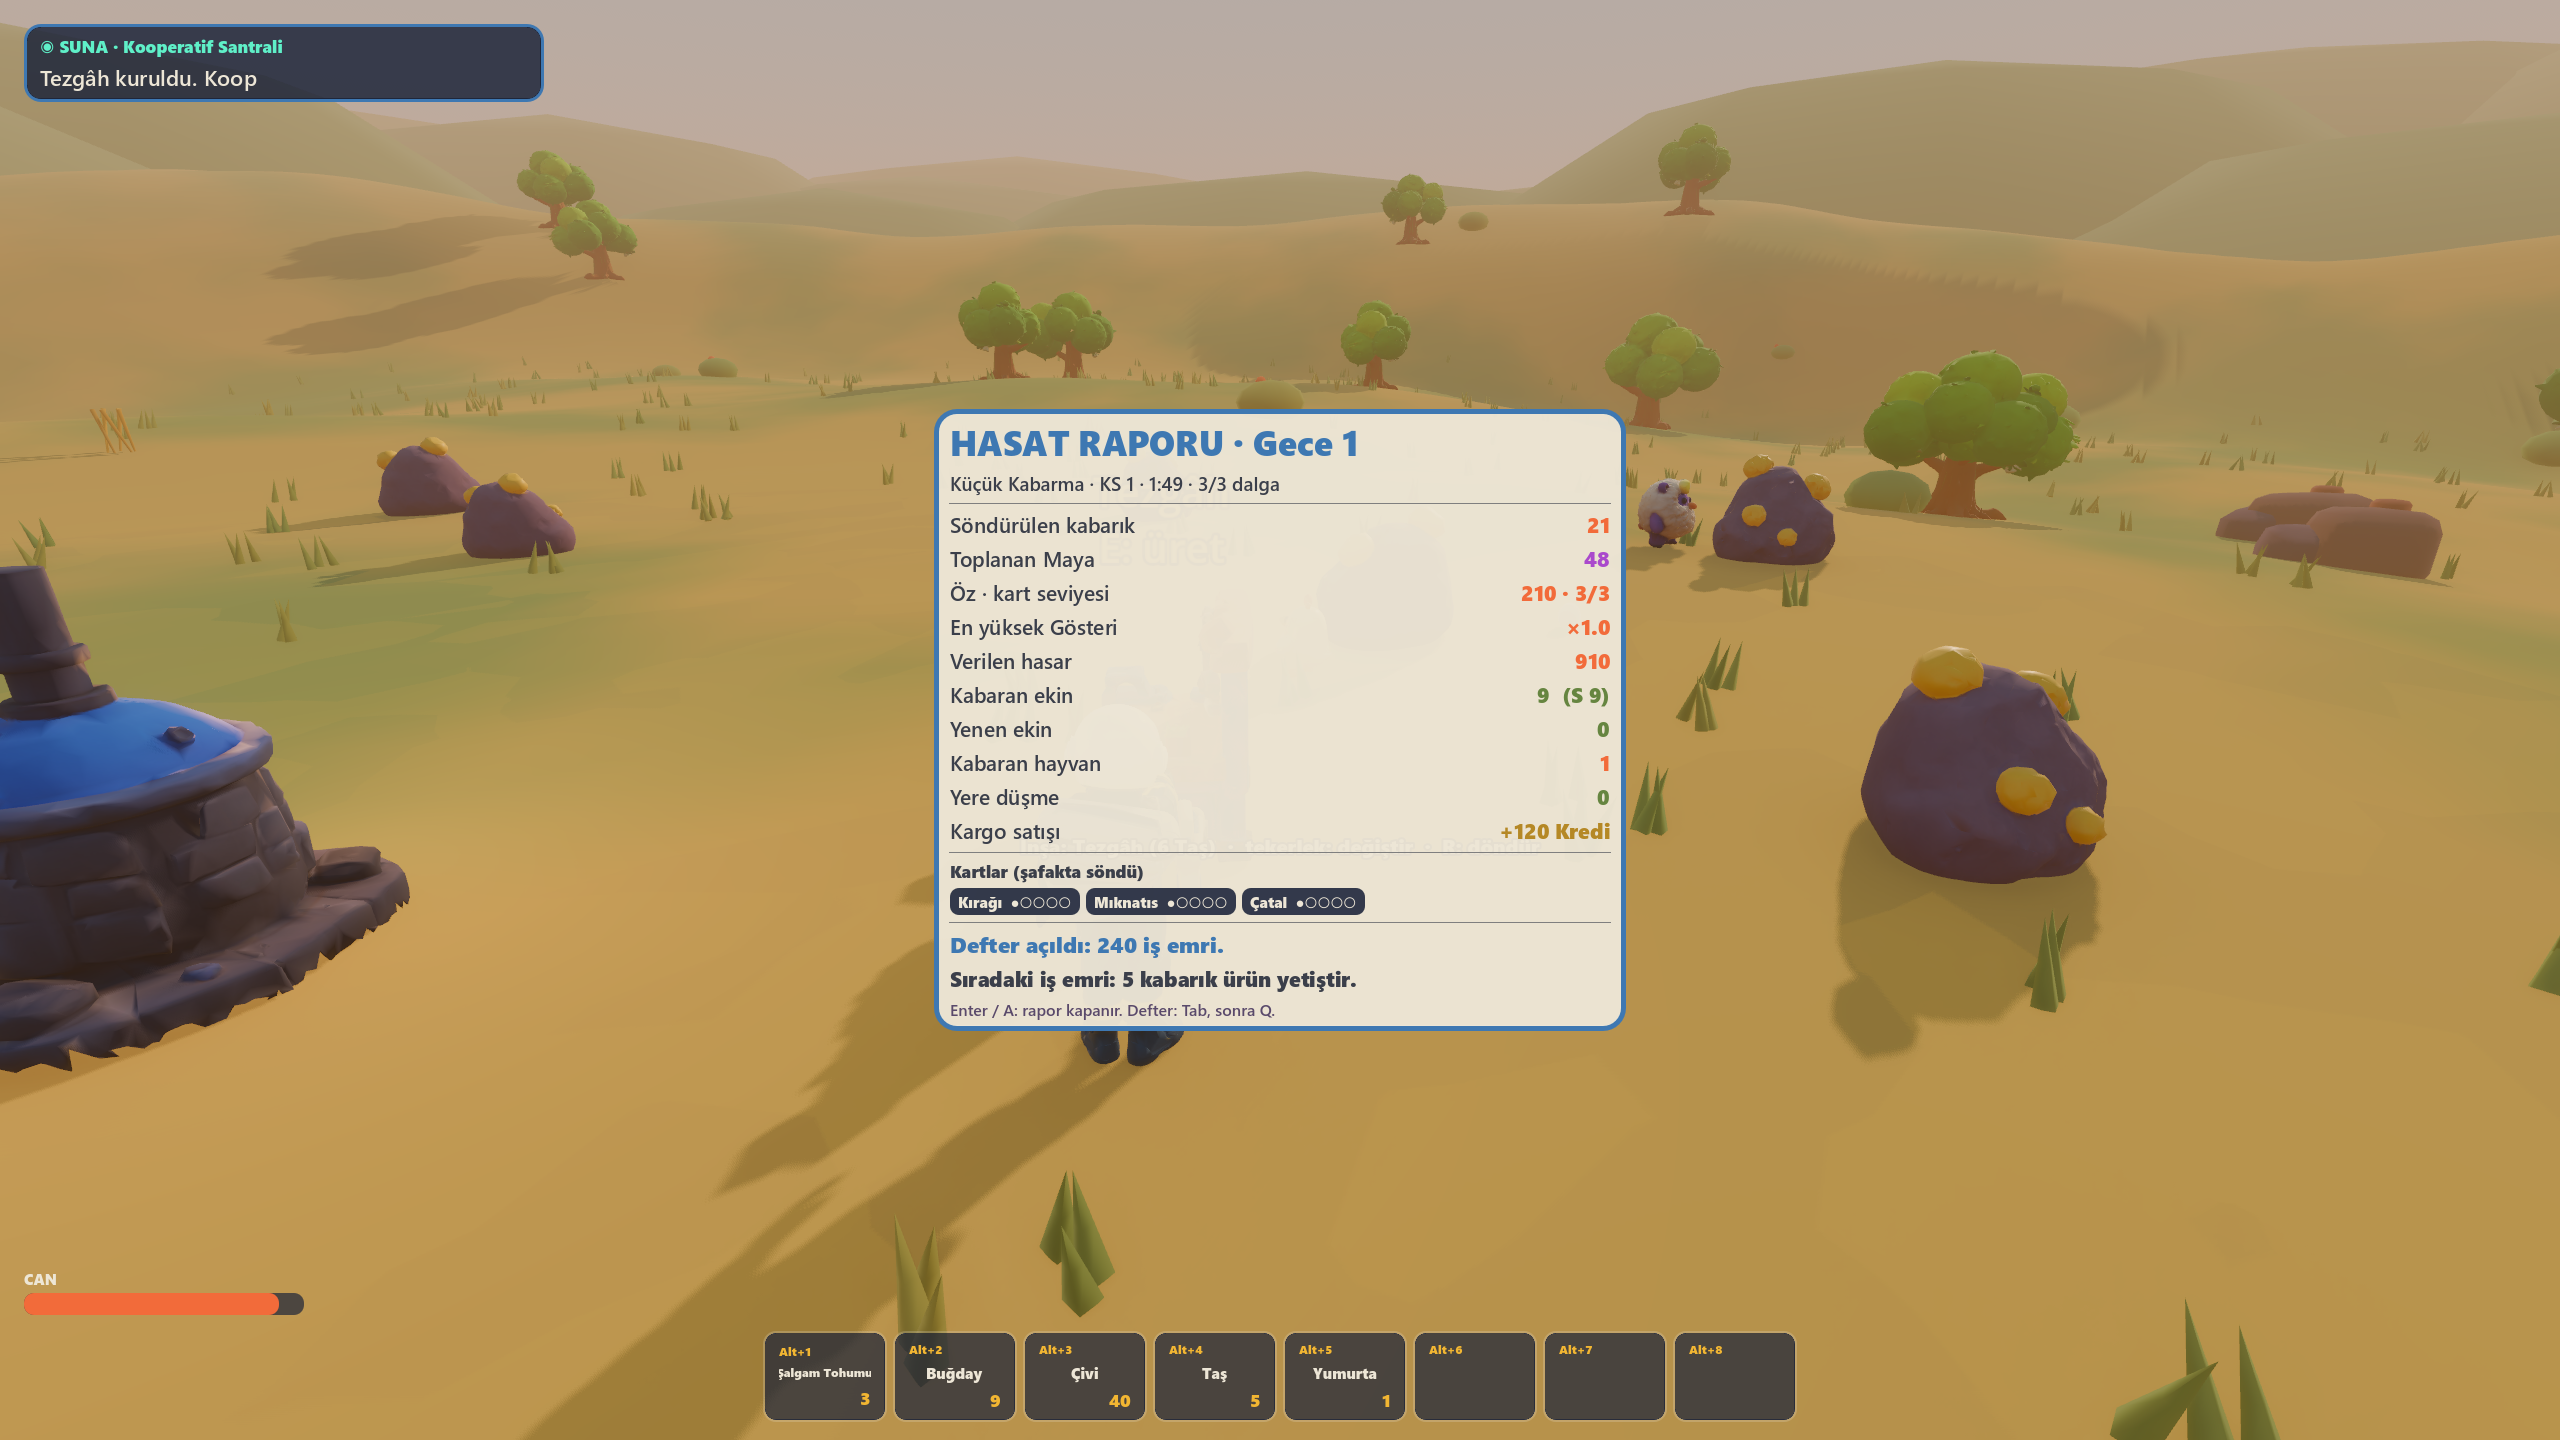 ◉ SUNA · Kooperatif Santrali
Tezgâh kuruldu. Koop
HASAT RAPORU · Gece 1
Küçük Kabarma · KS 1 · 1:49 · 3/3 dalga
Söndürülen kabarık 21
Toplanan Maya 48
Öz · kart seviyesi 210 · 3/3
En yüksek Gösteri ×1.0
Verilen hasar 910
Kabaran ekin 9 (S 9)
Yenen ekin 0
Kabaran hayvan 1
Yere düşme 0
Kargo satışı +120 Kredi
Kartlar (şafakta söndü)
Kırağı ●○○○○ Mıknatıs ●○○○○ Çatal ●○○○○
Defter açıldı: 240 iş emri.
Sıradaki iş emri: 5 kabarık ürün yetiştir.
Enter / A: rapor kapanır. Defter: Tab, sonra Q.
CAN
Alt+1 Alt+2 Alt+3 Alt+4 Alt+5 Alt+6 Alt+7 Alt+8
Şalgam Tohumu Buğday Çivi Taş Yumurta
3 9 40 5 1